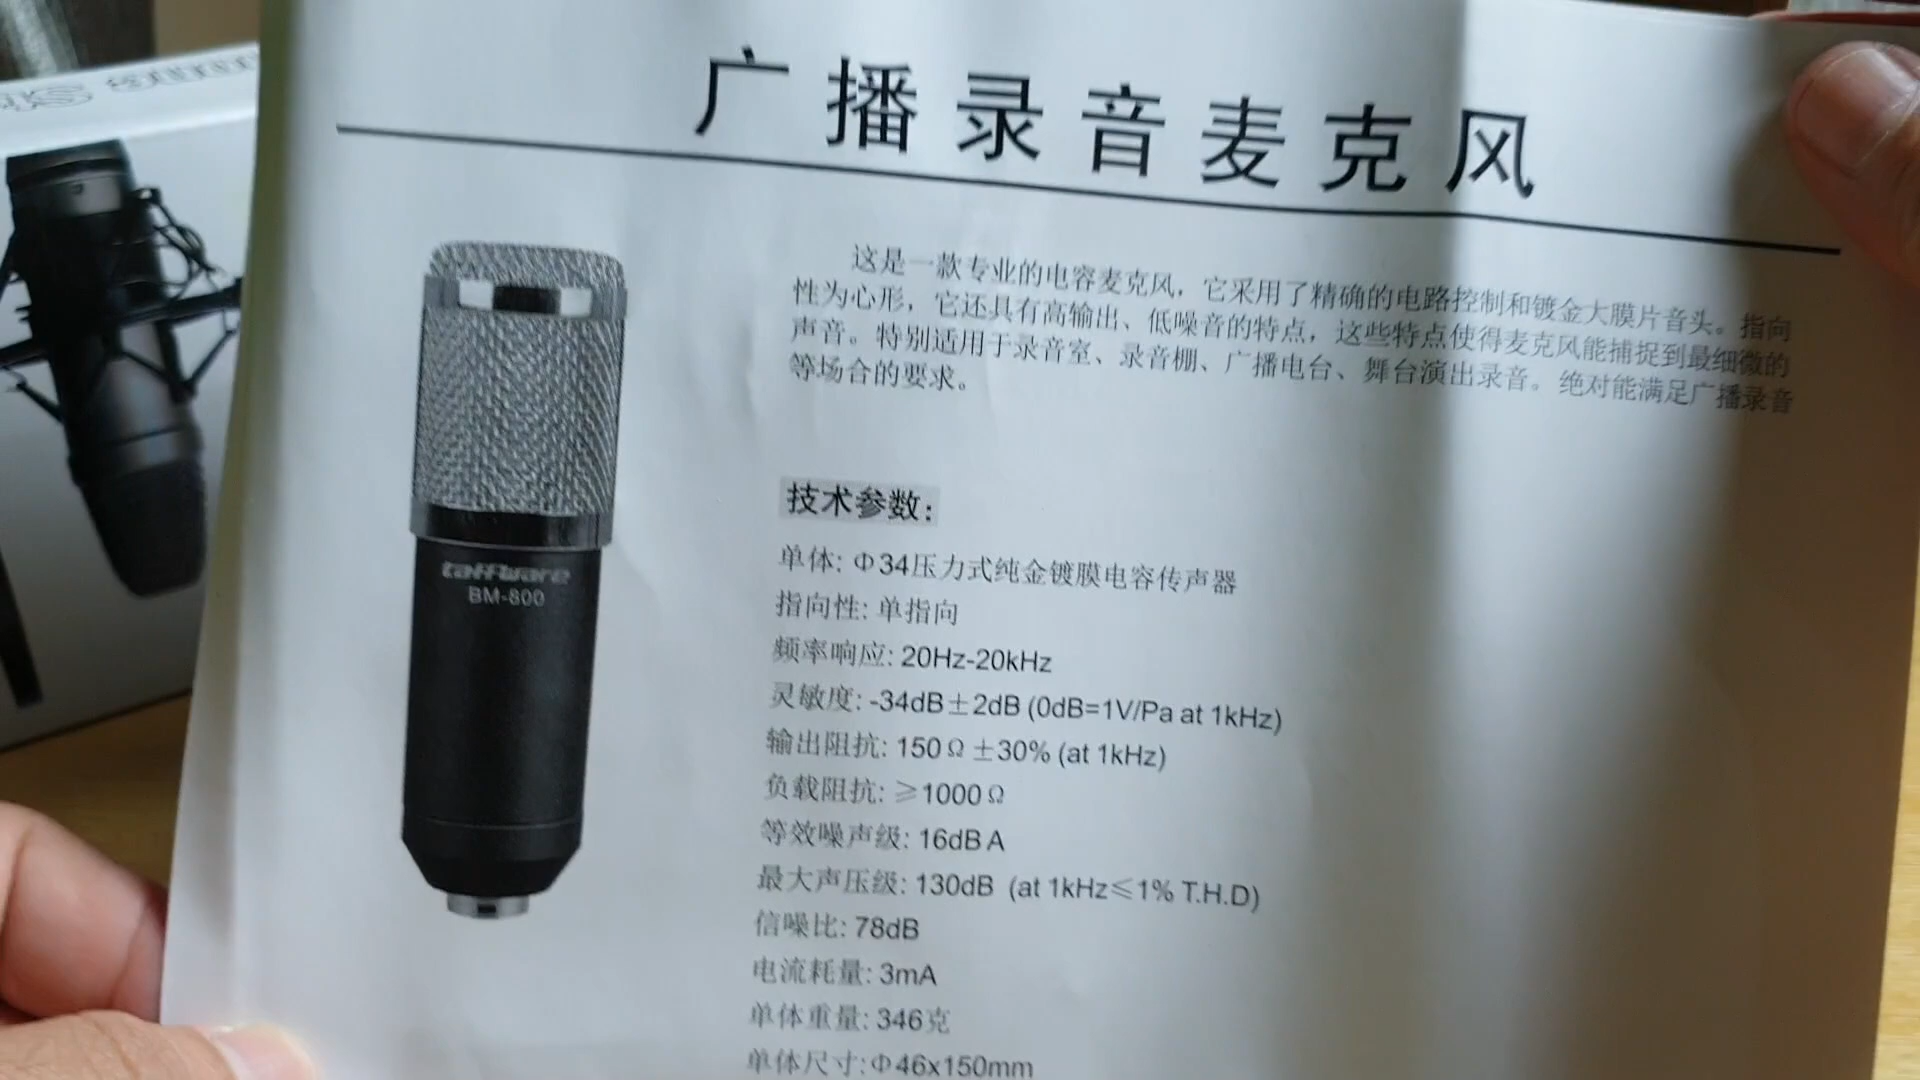 广播录音麦克风
这是一款专业的电容麦克风，它采用了精确的电路控制和镀金大膜片音头。指向
性为心形，它还具有高输出、低噪音的特点，这些特点使得麦克风能捕捉到最细微的
声音。特别适用于录音室、录音棚、广播电台、舞台演出录音。绝对能满足广播录音
等场合的要求。
taffware
BM-800
技术参数:
单体: Φ34压力式纯金镀膜电容传声器
指向性: 单指向
频率响应: 20Hz-20kHz
灵敏度: -34dB±2dB (0dB=1V/Pa at 1kHz)
输出阻抗: 150Ω±30% (at 1kHz)
负载阻抗: ≥1000Ω
等效噪声级: 16dB A
最大声压级: 130dB (at 1kHz≤1% T.H.D)
信噪比: 78dB
电流耗量: 3mA
单体重量: 346克
单体尺寸:Φ46x150mm